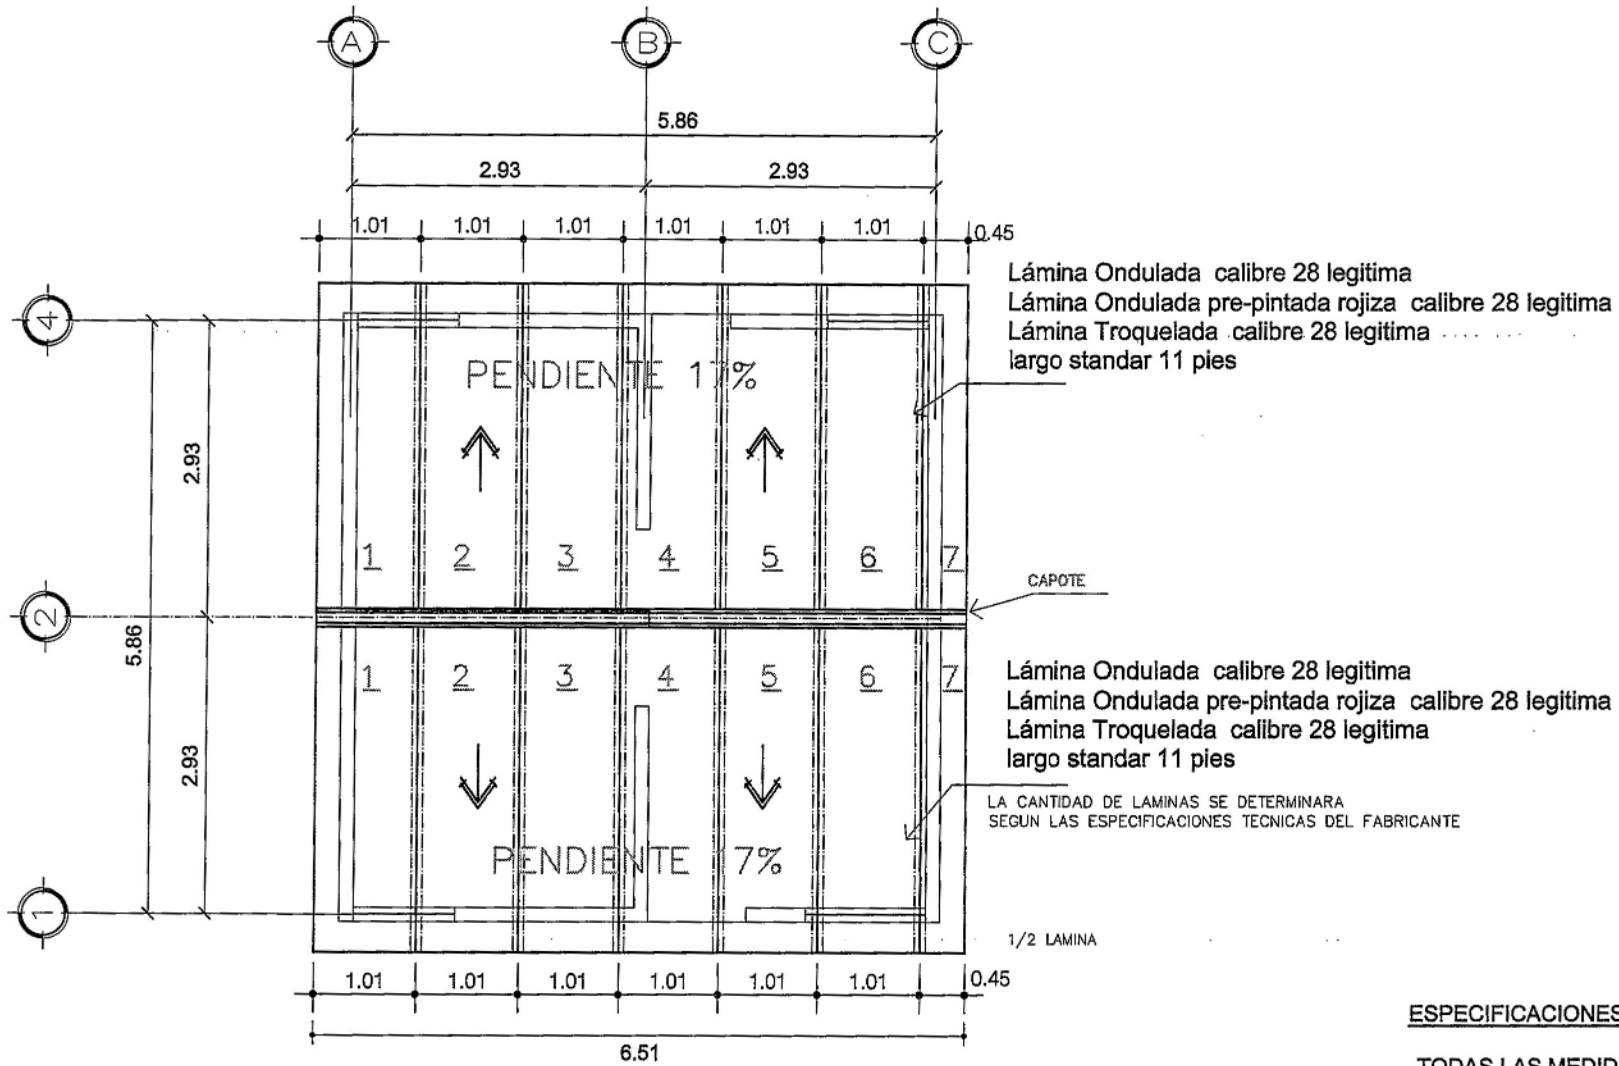 A
B
C
5.86
2.93
2.93
1.01
1.01
1.01
1.01
1.01
1.01
0.45
Lámina Ondulada calibre 28 legitima
Lámina Ondulada pre-pintada rojiza calibre 28 legitima
Lámina Troquelada calibre 28 legitima
largo standar 11 pies
4
PENDIENTE 17%
2.93
1
2
3
4
5
6
7
CAPOTE
2
5.86
1
2
3
4
5
6
7
Lámina Ondulada calibre 28 legitima
Lámina Ondulada pre-pintada rojiza calibre 28 legitima
Lámina Troquelada calibre 28 legitima
largo standar 11 pies
2.93
LA CANTIDAD DE LAMINAS SE DETERMINARA
SEGUN LAS ESPECIFICACIONES TECNICAS DEL FABRICANTE
PENDIENTE 17%
1
1/2 LAMINA
1.01
1.01
1.01
1.01
1.01
1.01
0.45
6.51
ESPECIFICACIONES
TODAS LAS MEDID